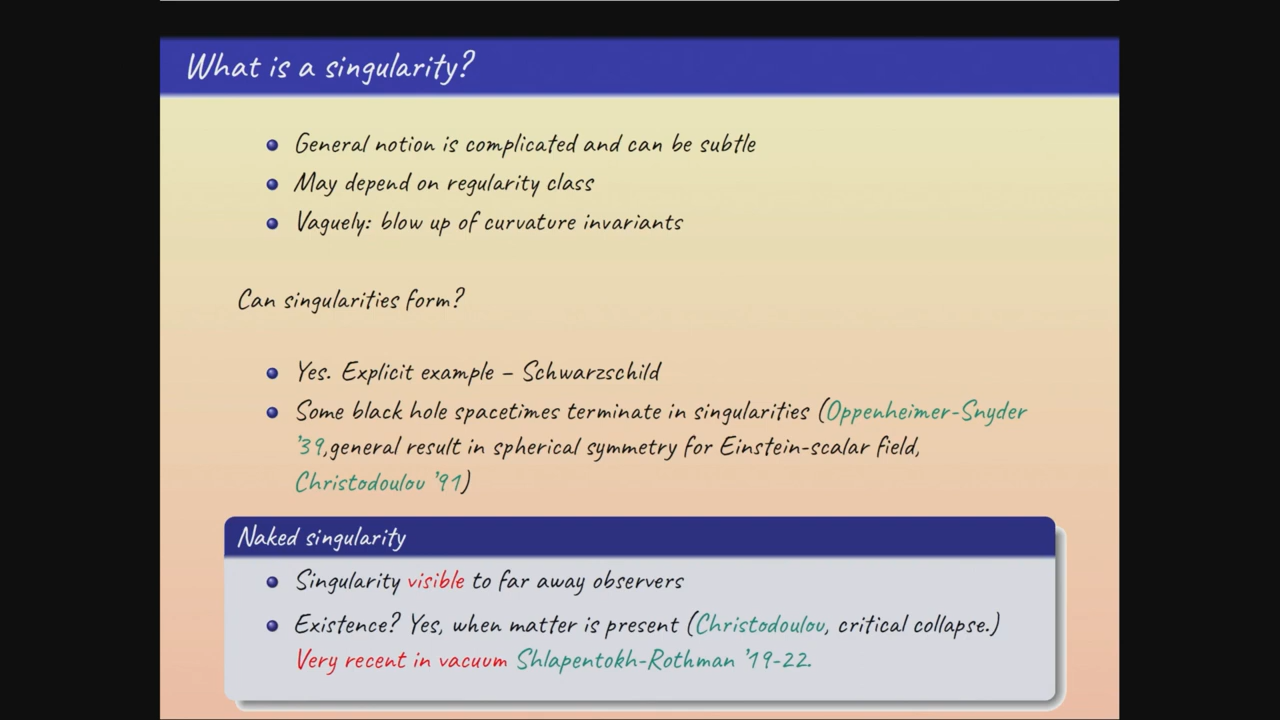 What is a singularity?
General notion is complicated and can be subtle
May depend on regularity class
Vaguely: blow up of curvature invariants
Can singularities form?
Yes. Explicit example – Schwarzschild
Some black hole spacetimes terminate in singularities (Oppenheimer-Snyder
'39,general result in spherical symmetry for Einstein-scalar field,
Christodoulou '91)
Naked singularity
Singularity visible to far away observers
Existence? Yes, when matter is present (Christodoulou, critical collapse.)
Very recent in vacuum Shlapentokh-Rothman '19-22.